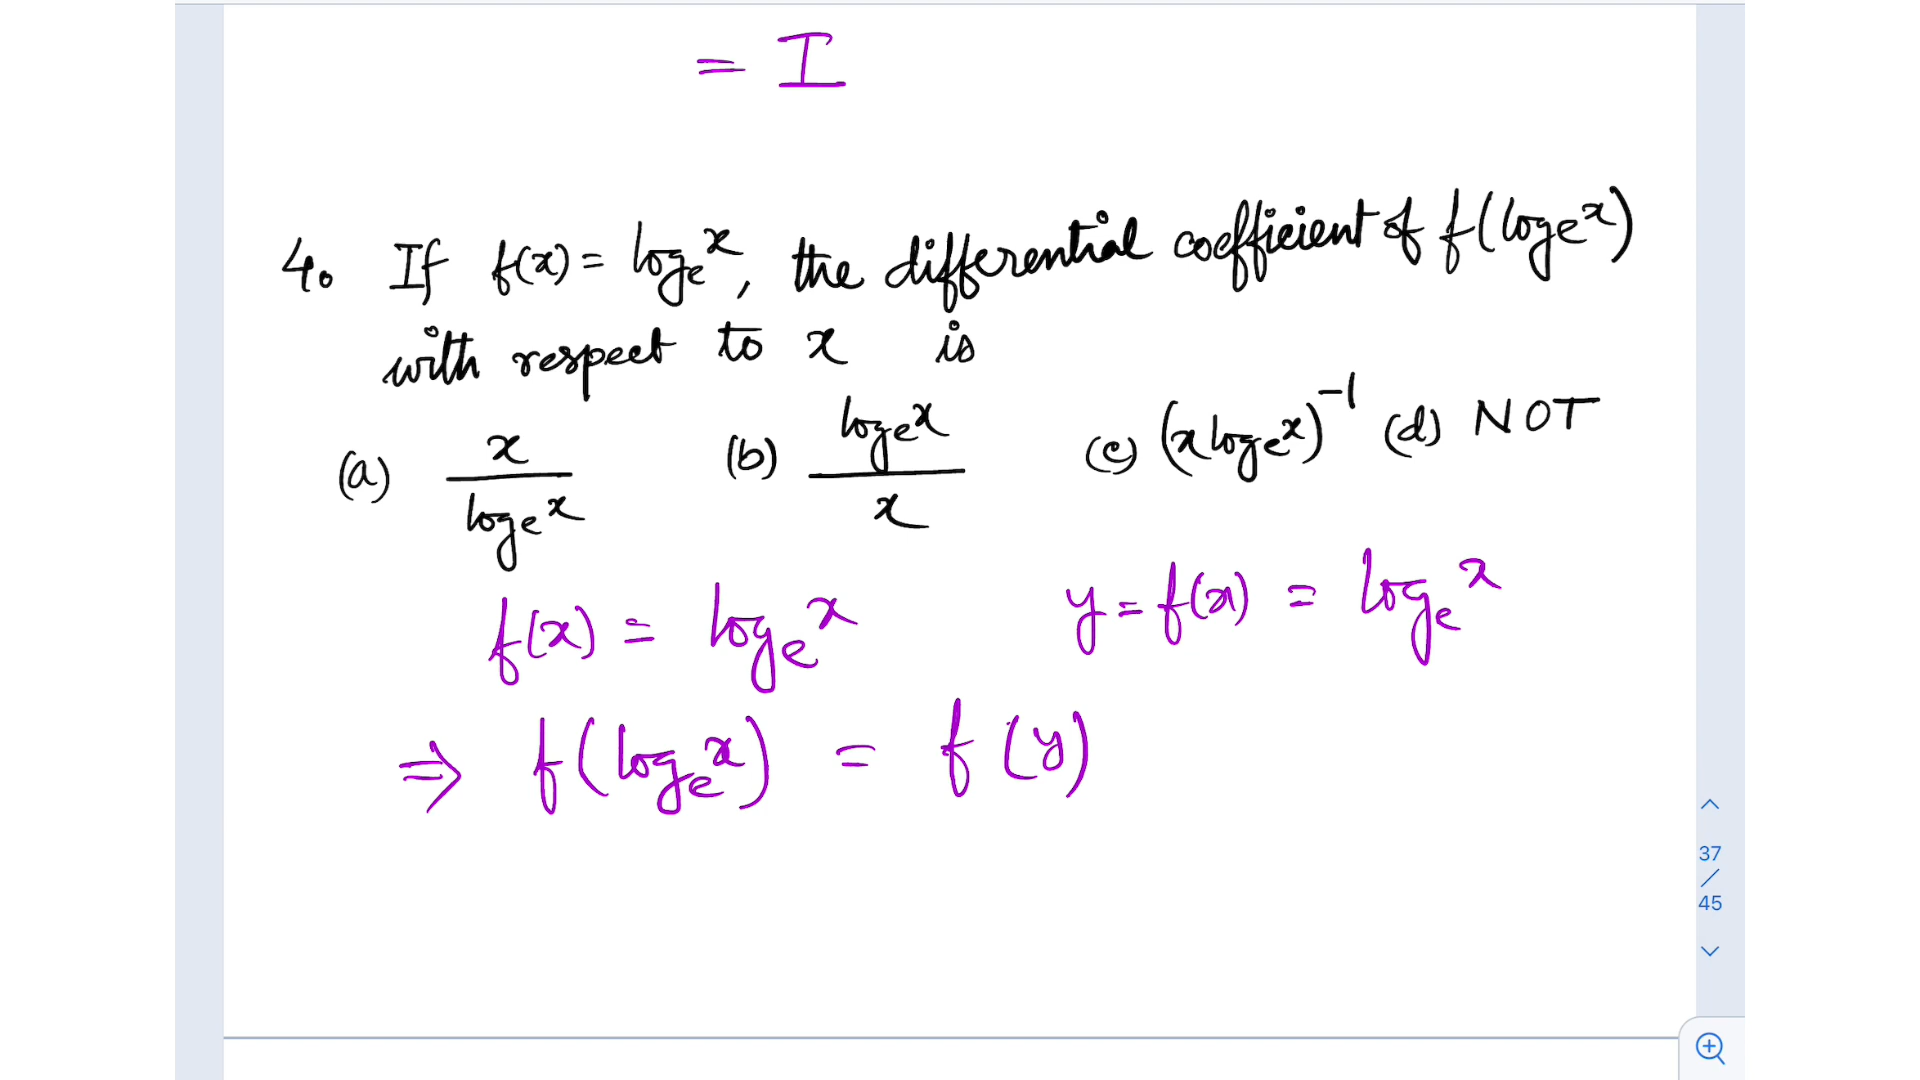 = I
4. If f(x) = logₑx, the differential coefficient of f(logₑx)
with respect to x is
(a) x/logₑx (b) logₑx/x (c) (x logₑx)⁻¹ (d) NOT
f(x) = logₑx y = f(x) = logₑx
⇒ f(logₑx) = f(y)
37
/
45